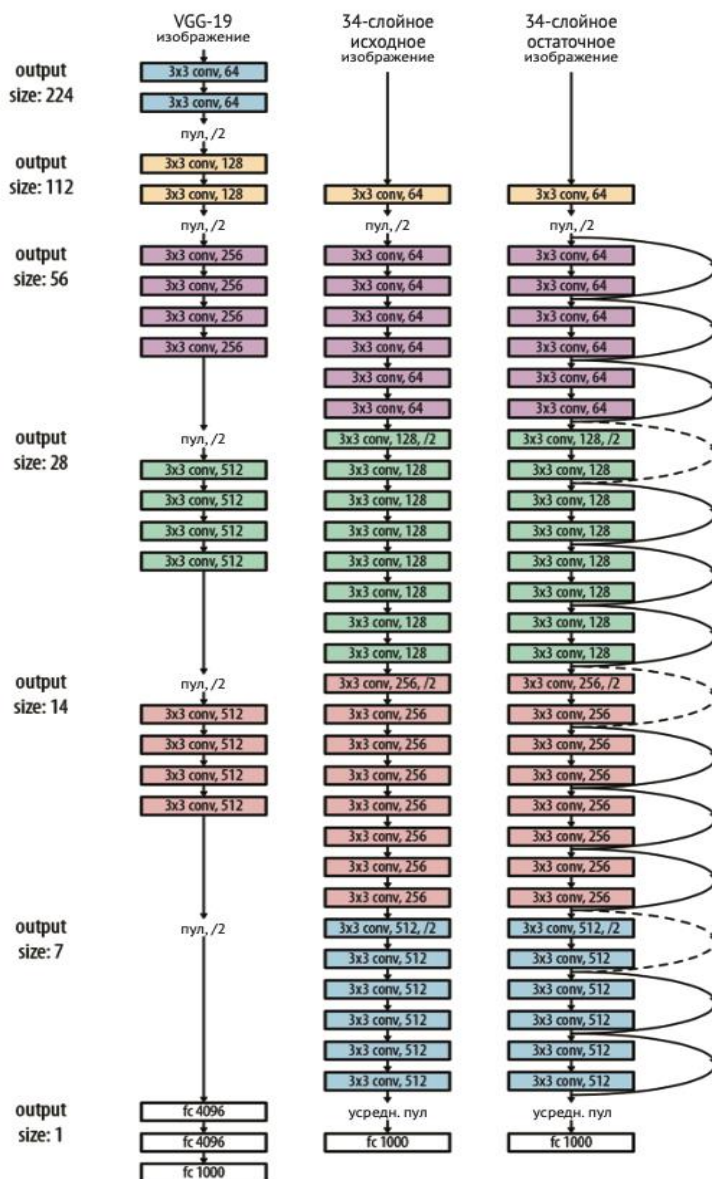 output
size: 224
output
size: 112
output
size: 56
output
size: 28
output
size: 14
output
size: 7
output
size: 1
VGG-19
изображение
3x3 conv, 64
3x3 conv, 64
пул, /2
3x3 conv, 128
3x3 conv, 128
пул, /2
3x3 conv, 256
3x3 conv, 256
3x3 conv, 256
3x3 conv, 256
пул, /2
3x3 conv, 512
3x3 conv, 512
3x3 conv, 512
3x3 conv, 512
пул, /2
3x3 conv, 512
3x3 conv, 512
3x3 conv, 512
3x3 conv, 512
пул, /2
fc 4096
fc 4096
fc 1000
34-слойное
исходное
изображение
3x3 conv, 64
пул, /2
3x3 conv, 64
3x3 conv, 64
3x3 conv, 64
3x3 conv, 64
3x3 conv, 64
3x3 conv, 64
3x3 conv, 128, /2
3x3 conv, 128
3x3 conv, 128
3x3 conv, 128
3x3 conv, 128
3x3 conv, 128
3x3 conv, 128
3x3 conv, 128
3x3 conv, 256, /2
3x3 conv, 256
3x3 conv, 256
3x3 conv, 256
3x3 conv, 256
3x3 conv, 256
3x3 conv, 256
3x3 conv, 256
3x3 conv, 512, /2
3x3 conv, 512
3x3 conv, 512
3x3 conv, 512
3x3 conv, 512
3x3 conv, 512
усредн. пул
fc 1000
34-слойное
остаточное
изображение
3x3 conv, 64
пул, /2
3x3 conv, 64
3x3 conv, 64
3x3 conv, 64
3x3 conv, 64
3x3 conv, 64
3x3 conv, 64
3x3 conv, 128, /2
3x3 conv, 128
3x3 conv, 128
3x3 conv, 128
3x3 conv, 128
3x3 conv, 128
3x3 conv, 128
3x3 conv, 128
3x3 conv, 256, /2
3x3 conv, 256
3x3 conv, 256
3x3 conv, 256
3x3 conv, 256
3x3 conv, 256
3x3 conv, 256
3x3 conv, 256
3x3 conv, 512, /2
3x3 conv, 512
3x3 conv, 512
3x3 conv, 512
3x3 conv, 512
3x3 conv, 512
усредн. пул
fc 1000